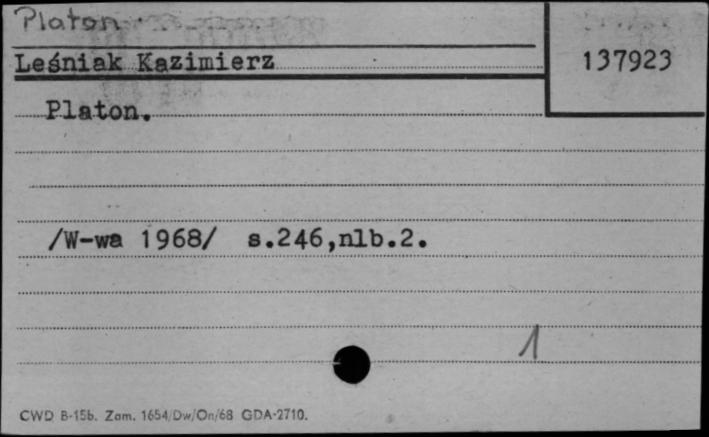 Platon
Leśniak Kazimierz
137923
Platon.
/W-wa 1968/ s.246,nlb.2.
1
CWD B-15b. Zam. 1654/Dw/On/68 GDA-2710.